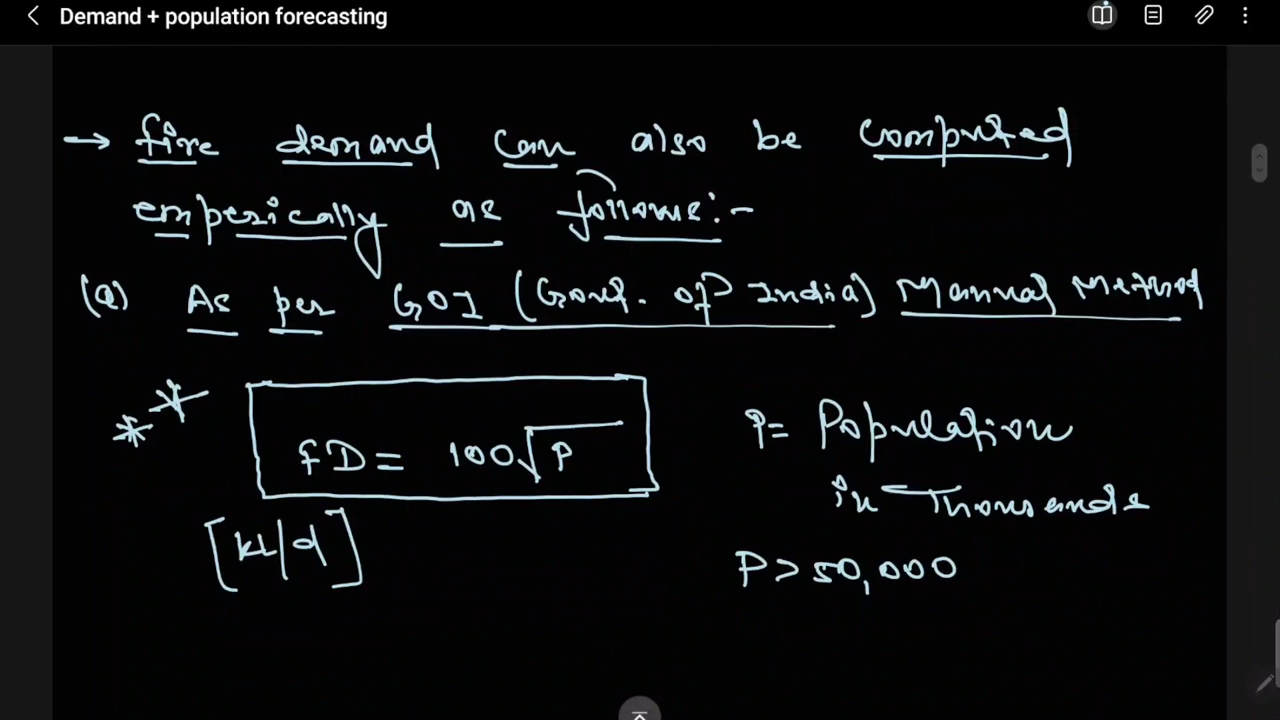 Demand + population forecasting
→ fire demand can also be computed
emperically as follows:-
(a) As per GOI (Govt. of India) Manual Method
** FD = 100√P P = Population
in Thousands
[kL/d] P > 50,000